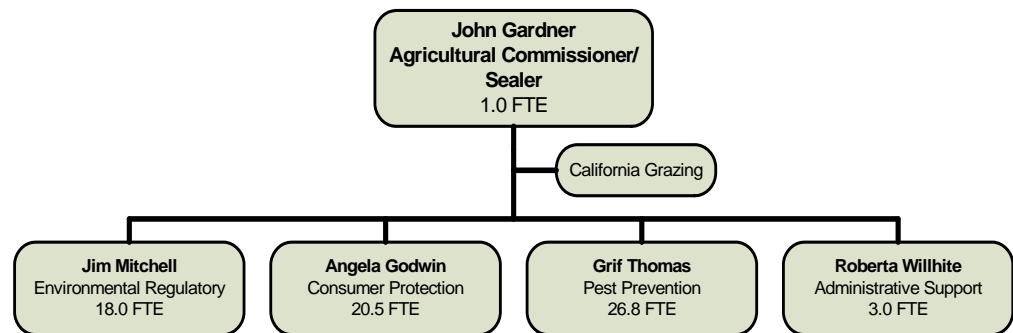 John Gardner
Agricultural Commissioner/
Sealer
1.0 FTE
California Grazing
Jim Mitchell
Environmental Regulatory
18.0 FTE
Angela Godwin
Consumer Protection
20.5 FTE
Grif Thomas
Pest Prevention
26.8 FTE
Roberta Willhite
Administrative Support
3.0 FTE